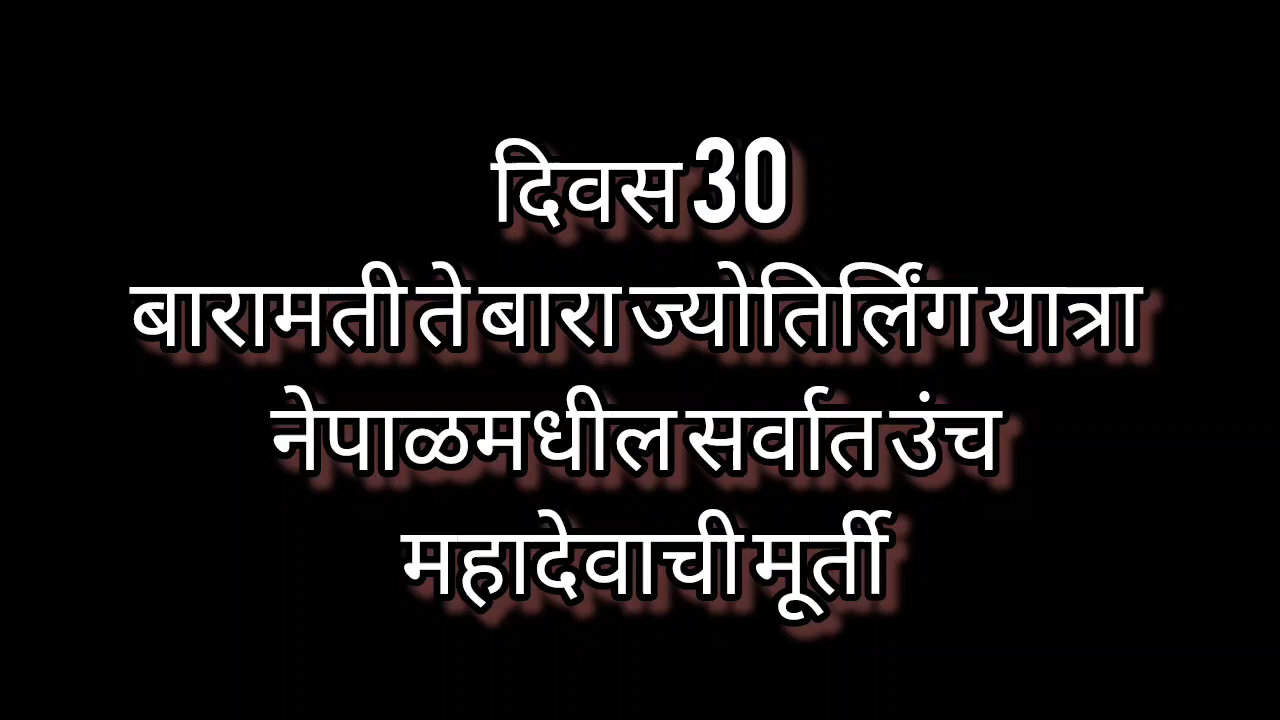 दिवस 30
बारामती ते बारा ज्योतिर्लिंग यात्रा
नेपाळमधील सर्वात उंच
महादेवाची मूर्ती